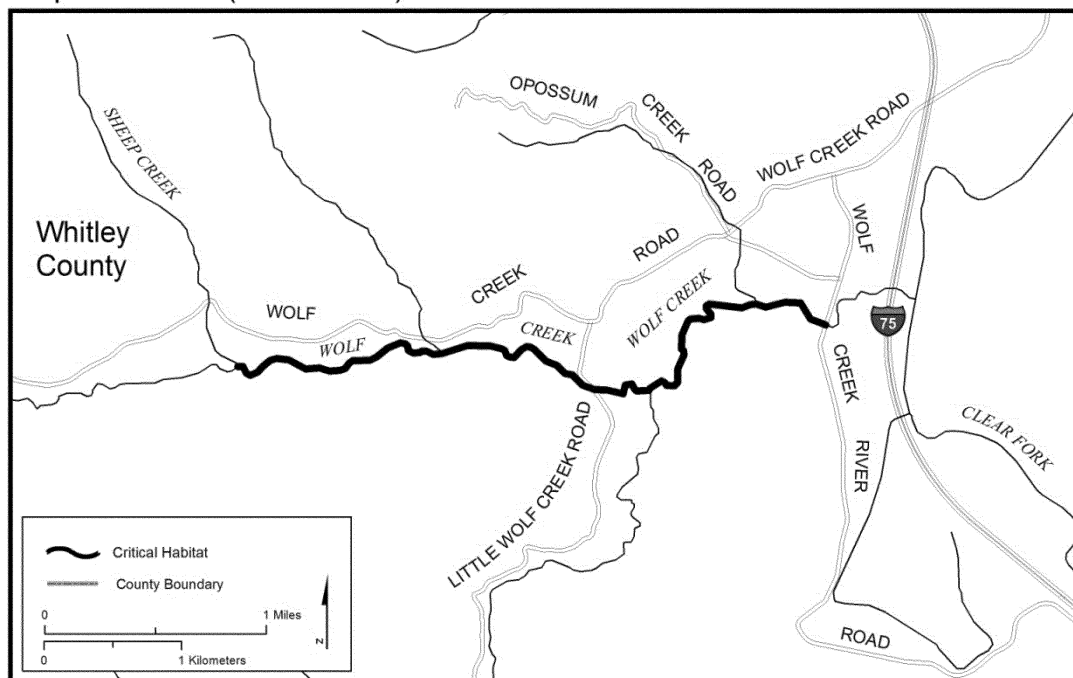 OPOSSUM
CREEK
ROAD
WOLF CREEK ROAD
SHEEP CREEK
Whitley
County
WOLF
ROAD
CREEK
WOLF
WOLF CREEK
CREEK
WOLF
75
CREEK
RIVER
ROAD
CLEAR FORK
LITTLE WOLF CREEK ROAD
Critical Habitat
County Boundary
0
1 Miles
0
1 Kilometers
N